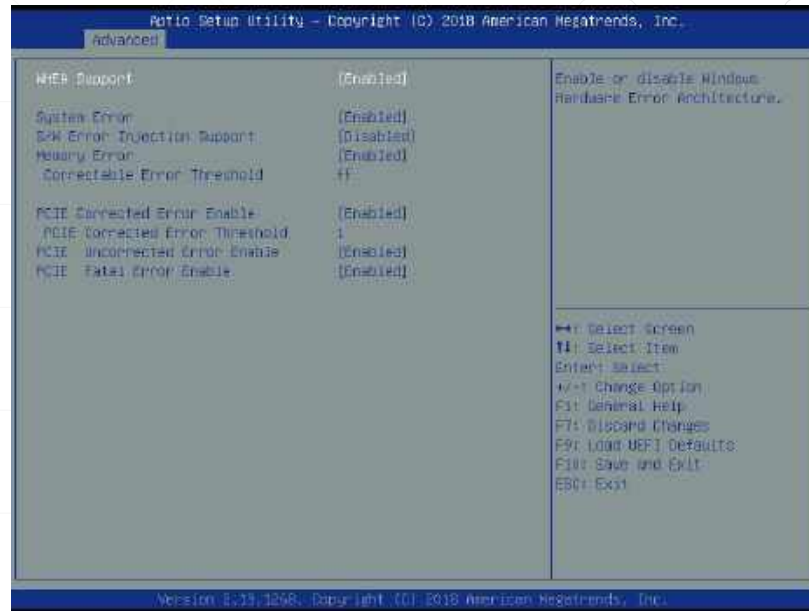 Aptio Setup Utility – Copyright (C) 2018 American Megatrends, Inc.
Advanced
WHEA Support [Enabled]
System Error [Enabled]
S/W Error Injection Support [Disabled]
Memory Error [Enabled]
Correctable Error Threshold ff
PCIE Corrected Error Enable [Enabled]
PCIE Corrected Error Threshold 1
PCIE Uncorrected Error Enable [Enabled]
PCIE Fatal Error Enable [Enabled]
Enable or disable Windows
Hardware Error Architecture.
↔: Select Screen
↑↓: Select Item
Enter: Select
+/-: Change Option
F1: General Help
F7: Discard Changes
F9: Load UEFI Defaults
F10: Save and Exit
ESC: Exit
Version 2.19.1268. Copyright (C) 2018 American Megatrends, Inc.